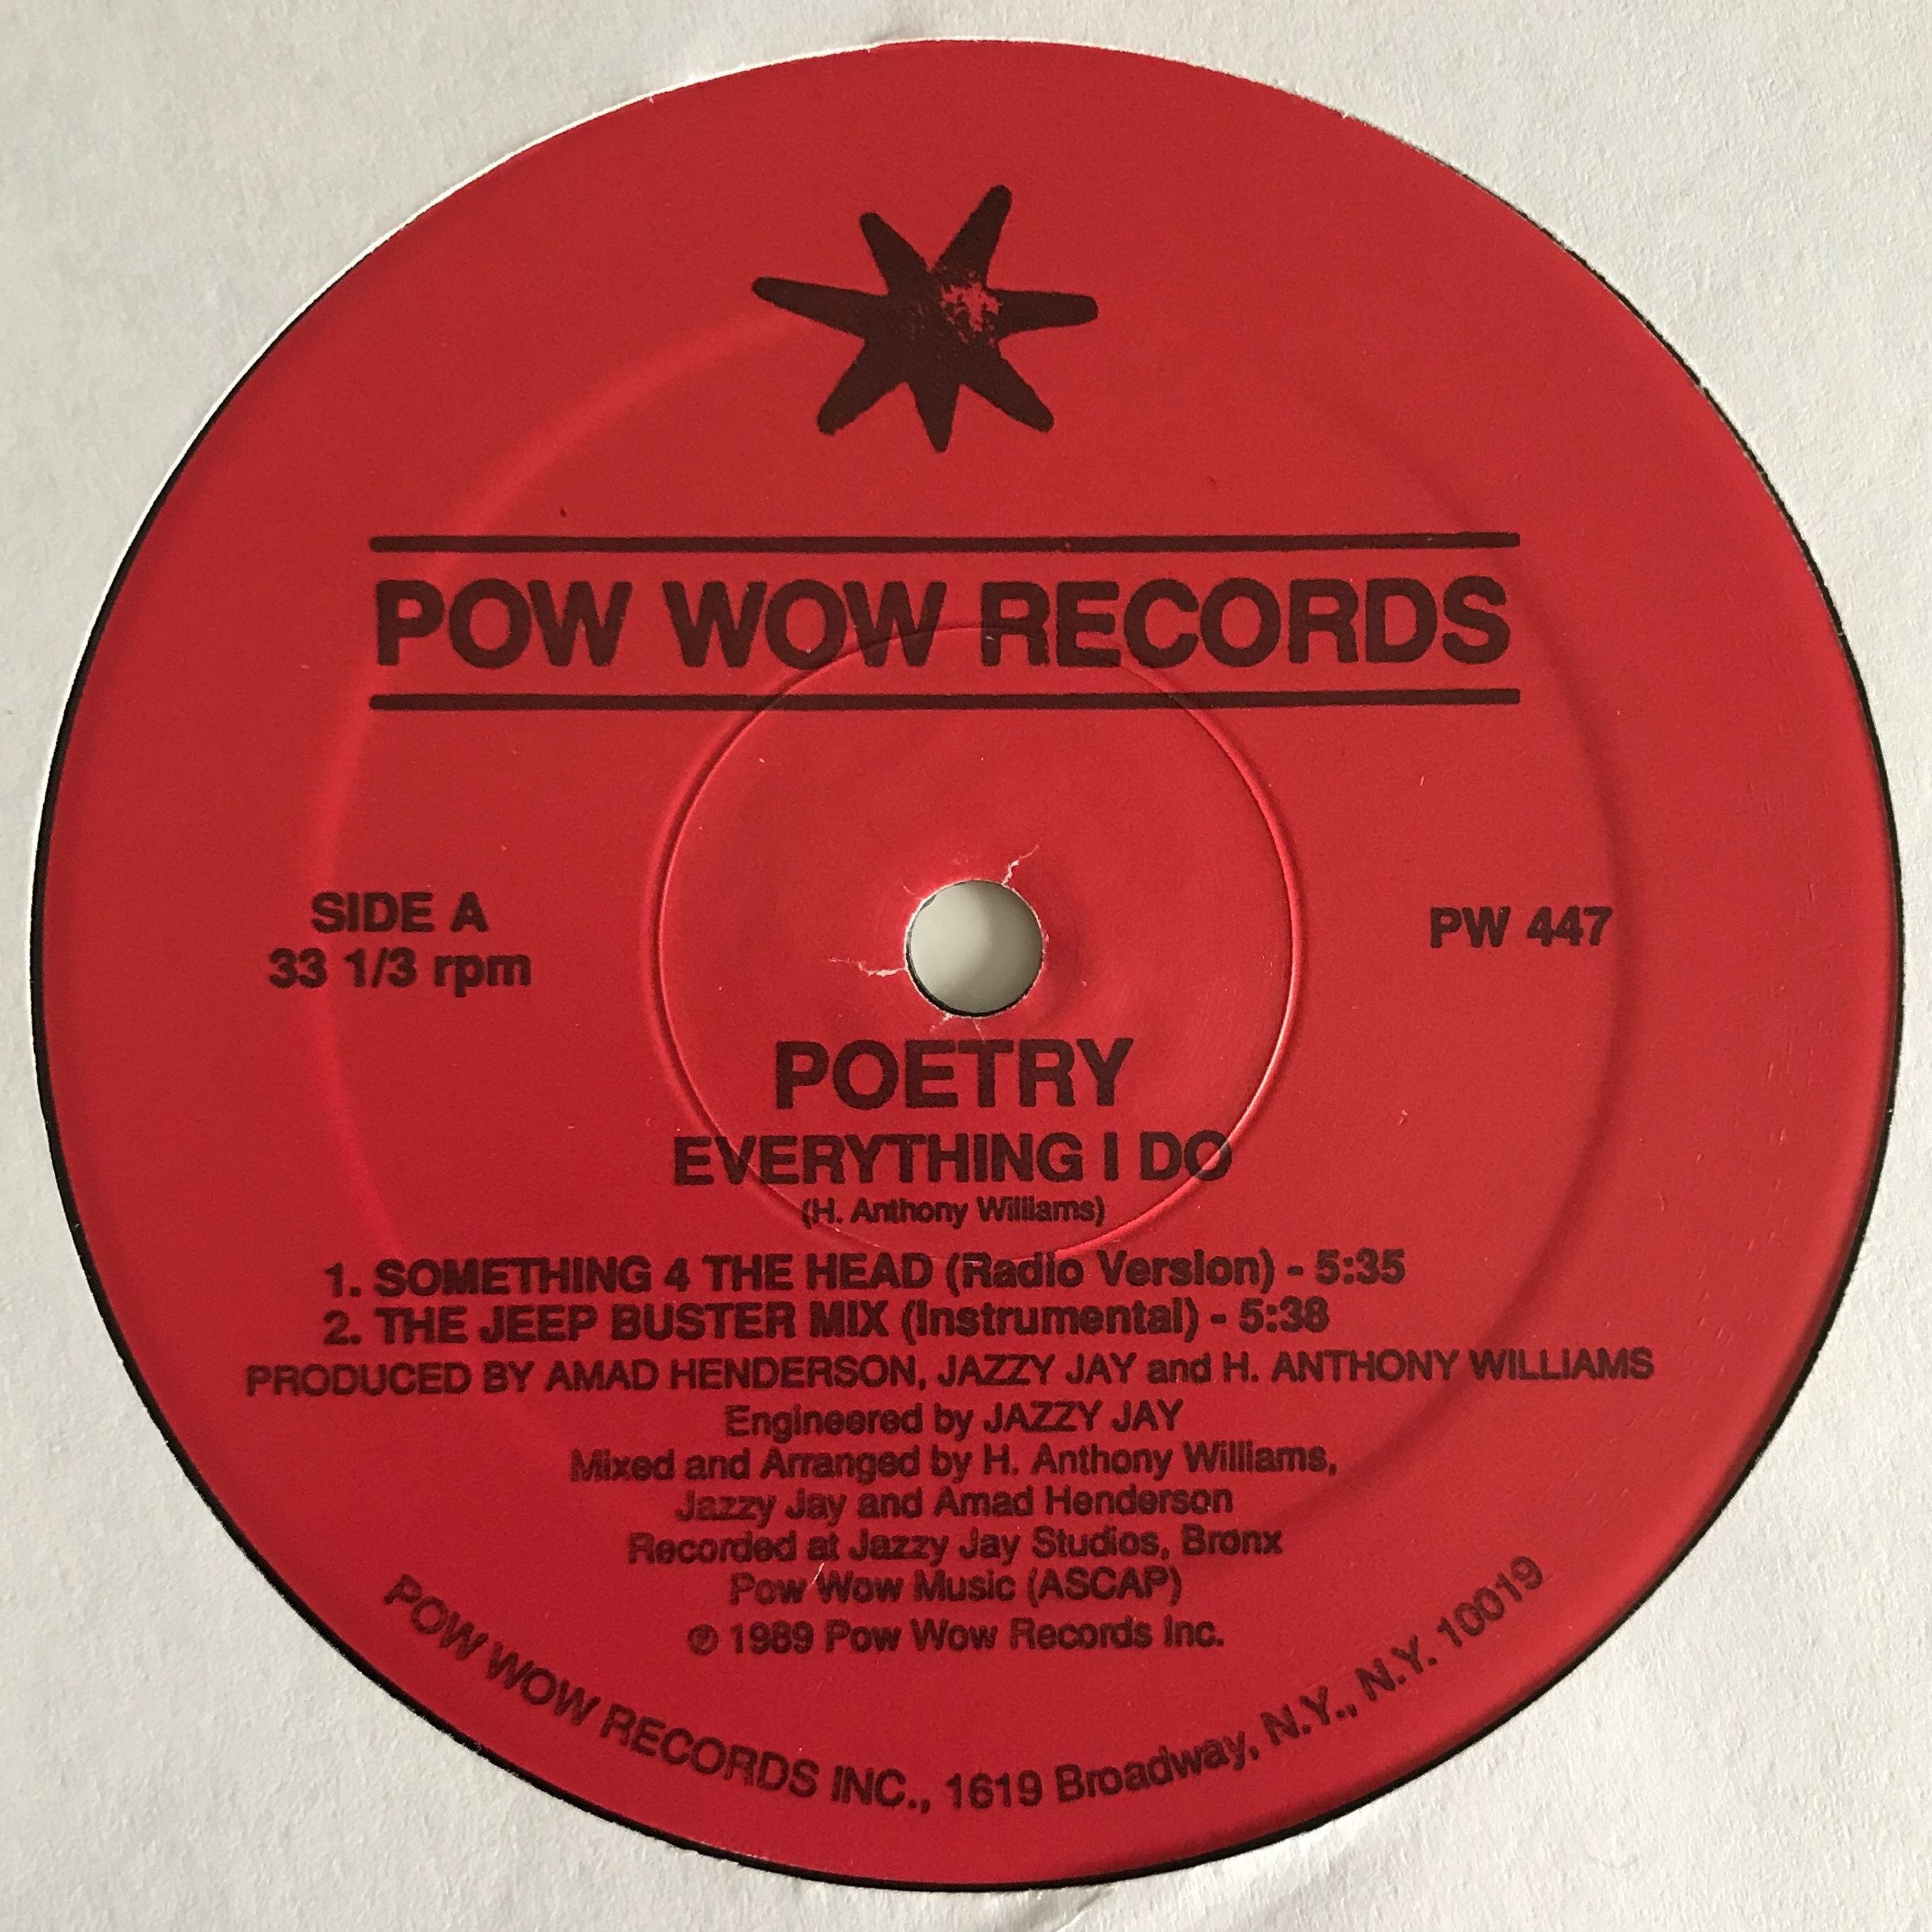 POW WOW RECORDS
SIDE A
33 1/3 rpm
PW 447
POETRY
EVERYTHING I DO
(H. Anthony Williams)
1. SOMETHING 4 THE HEAD (Radio Version) - 5:35
2. THE JEEP BUSTER MIX (Instrumental) - 5:38
PRODUCED BY AMAD HENDERSON, JAZZY JAY and H. ANTHONY WILLIAMS
Engineered by JAZZY JAY
Mixed and Arranged by H. Anthony Williams,
Jazzy Jay and Amad Henderson
Recorded at Jazzy Jay Studios, Bronx
Pow Wow Music (ASCAP)
℗ 1989 Pow Wow Records Inc.
POW WOW RECORDS INC., 1619 Broadway, N.Y., N.Y. 10019